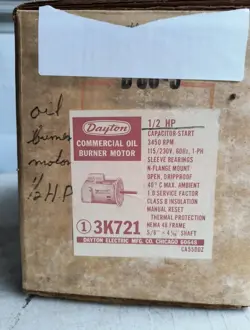 oil
burner
motor
1/2 H.P
Dayton
COMMERCIAL OIL
BURNER MOTOR
1/2 HP
CAPACITOR-START
3450 RPM
115/230V, 60Hz, 1-PH
SLEEVE BEARINGS
N-FLANGE MOUNT
OPEN, DRIPPROOF
40°C MAX. AMBIENT
1.0 SERVICE FACTOR
CLASS B INSULATION
MANUAL RESET
THERMAL PROTECTION
NEMA 48 FRAME
1 3K721
DAYTON ELECTRIC MFG. CO. CHICAGO 60648